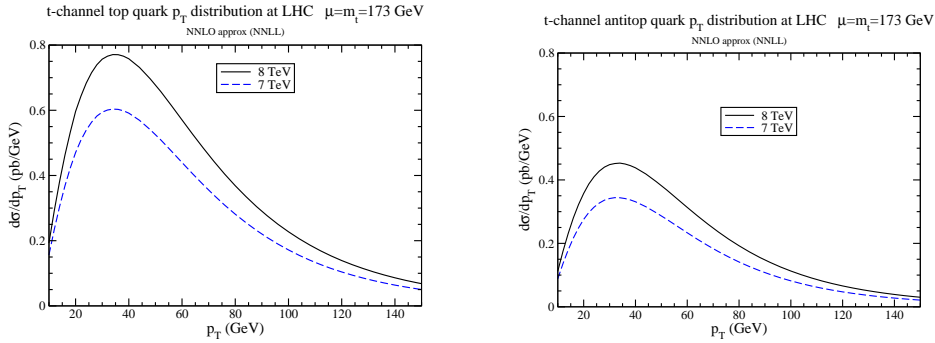 t-channel top quark p_T distribution at LHC μ=m_t=173 GeV
NNLO approx (NNLL)
0.8
0.6
0.4
0.2
0
dσ/dp_T (pb/GeV)
8 TeV
7 TeV
20 40 60 80 100 120 140
p_T (GeV)
t-channel antitop quark p_T distribution at LHC μ=m_t=173 GeV
NNLO approx (NNLL)
0.8
0.6
0.4
0.2
0
dσ/dp_T (pb/GeV)
8 TeV
7 TeV
20 40 60 80 100 120 140
p_T (GeV)